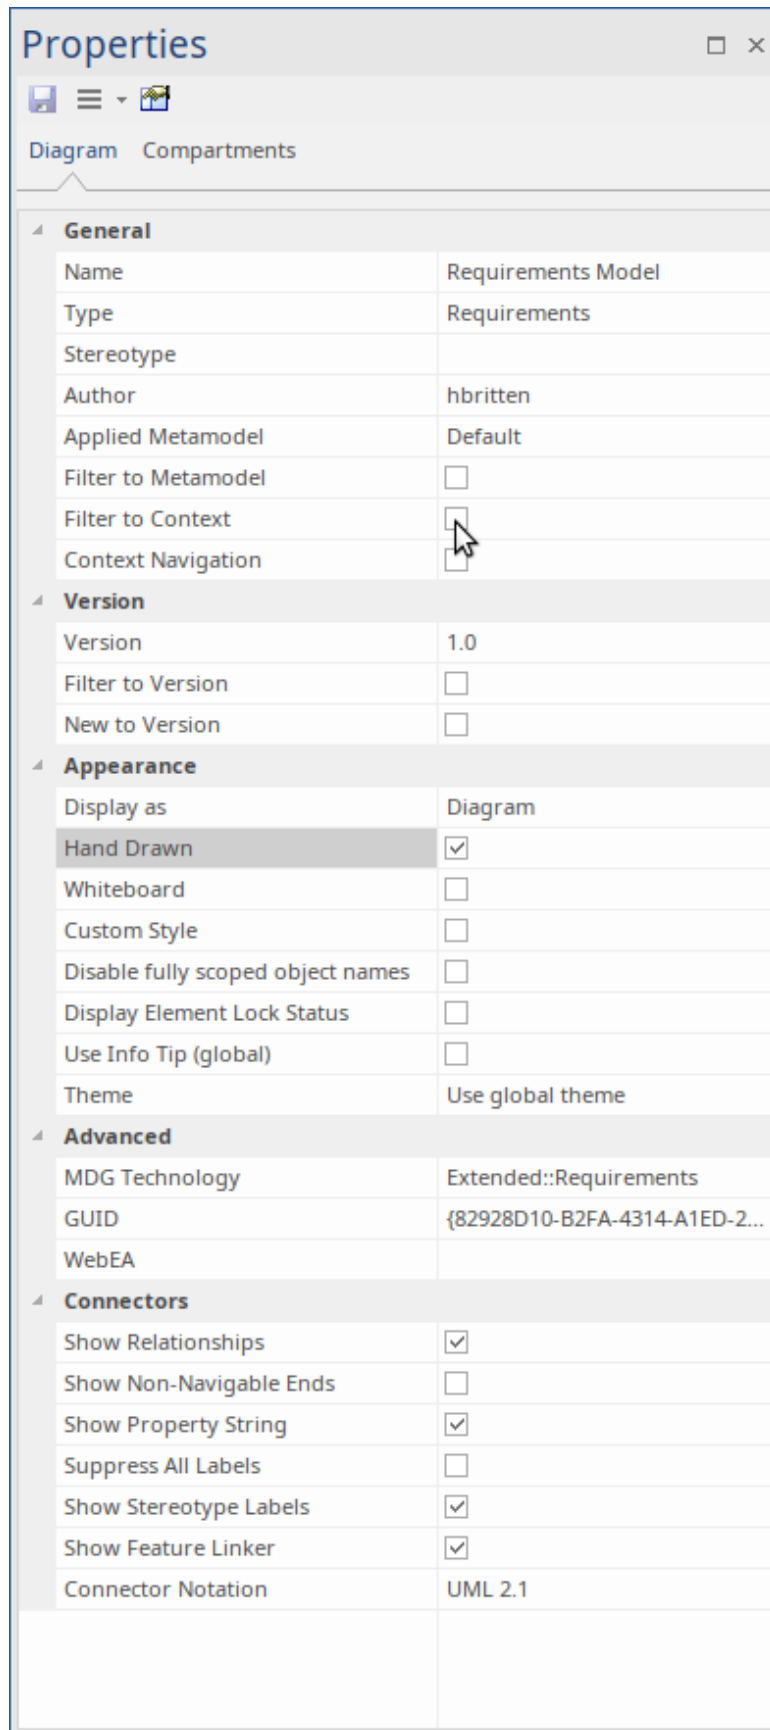 Properties
Diagram Compartments
General
Name Requirements Model
Type Requirements
Stereotype
Author hbritten
Applied Metamodel Default
Filter to Metamodel
Filter to Context
Context Navigation
Version
Version 1.0
Filter to Version
New to Version
Appearance
Display as Diagram
Hand Drawn
Whiteboard
Custom Style
Disable fully scoped object names
Display Element Lock Status
Use Info Tip (global)
Theme Use global theme
Advanced
MDG Technology Extended::Requirements
GUID {82928D10-B2FA-4314-A1ED-2...
WebEA
Connectors
Show Relationships
Show Non-Navigable Ends
Show Property String
Suppress All Labels
Show Stereotype Labels
Show Feature Linker
Connector Notation UML 2.1